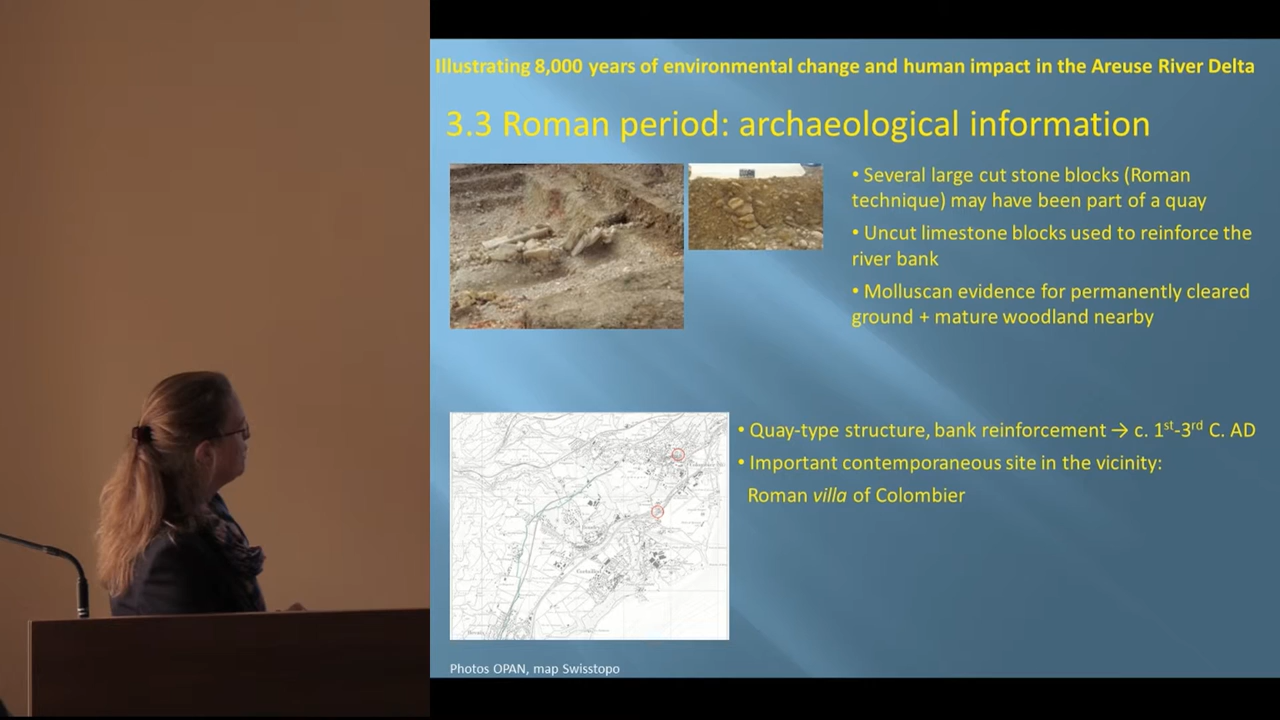 Illustrating 8,000 years of environmental change and human impact in the Areuse River Delta
3.3 Roman period: archaeological information
• Several large cut stone blocks (Roman
technique) may have been part of a quay
• Uncut limestone blocks used to reinforce the
river bank
• Molluscan evidence for permanently cleared
ground + mature woodland nearby
• Quay-type structure, bank reinforcement → c. 1st-3rd C. AD
• Important contemporaneous site in the vicinity:
Roman villa of Colombier
Photos OPAN, map Swisstopo